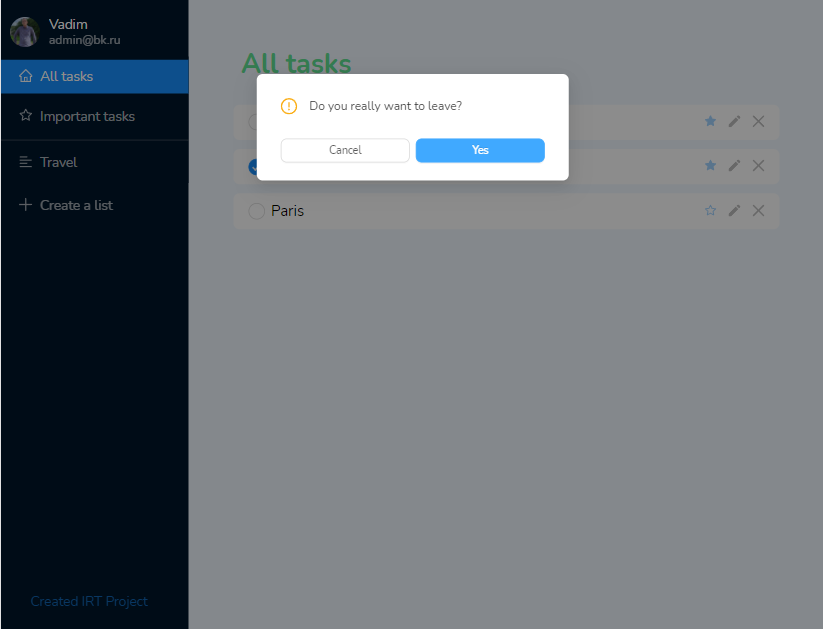 Vadim
admin@bk.ru
All tasks
Important tasks
Travel
Create a list
Created IRT Project
All tasks
Do you really want to leave?
Cancel
Yes
Paris